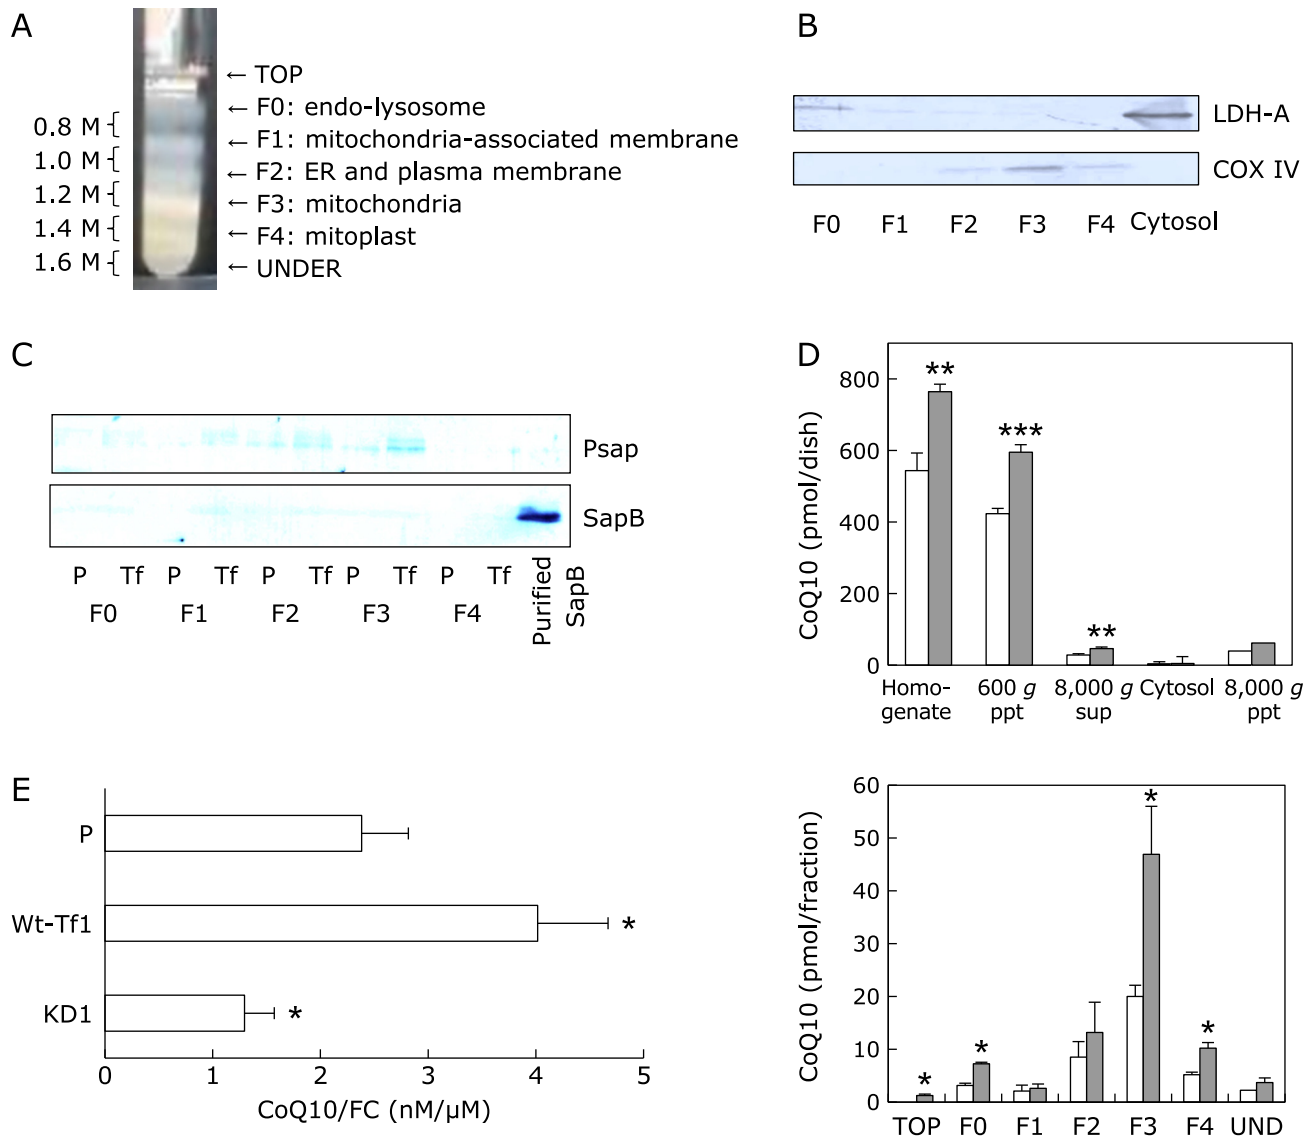 A
0.8 M
1.0 M
1.2 M
1.4 M
1.6 M
← TOP
← F0: endo-lysosome
← F1: mitochondria-associated membrane
← F2: ER and plasma membrane
← F3: mitochondria
← F4: mitoplast
← UNDER
B
LDH-A
COX IV
F0 F1 F2 F3 F4 Cytosol
C
Psap
SapB
P Tf P Tf P Tf P Tf P Tf
F0 F1 F2 F3 F4
Purified
SapB
D
CoQ10 (pmol/dish)
800
600
400
200
0
**
***
**
Homo-
genate
600 g
ppt
8,000 g
sup
Cytosol
8,000 g
ppt
E
P
Wt-Tf1
*
KD1
*
0 1 2 3 4 5
CoQ10/FC (nM/µM)
CoQ10 (pmol/fraction)
60
50
40
30
20
10
0
*
*
*
*
TOP F0 F1 F2 F3 F4 UND